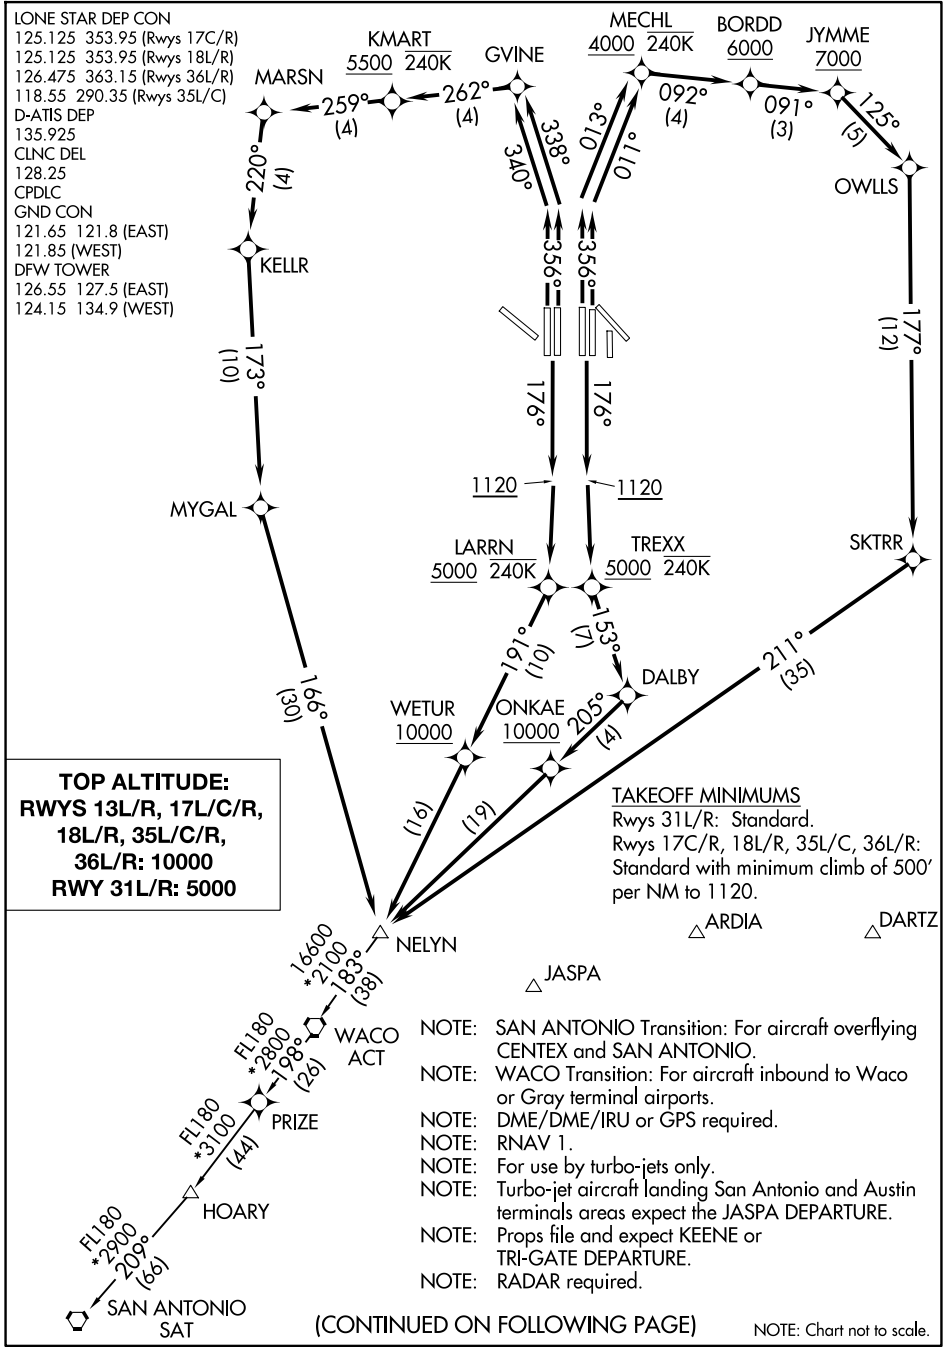 LONE STAR DEP CON
125.125 353.95 (Rwys 17C/R)
125.125 353.95 (Rwys 18L/R)
126.475 363.15 (Rwys 36L/R)
118.55 290.35 (Rwys 35L/C)
D-ATIS DEP
135.925
CLNC DEL
128.25
CPDLC
GND CON
121.65 121.8 (EAST)
121.85 (WEST)
DFW TOWER
126.55 127.5 (EAST)
124.15 134.9 (WEST)
MARSN
KMART
5500 240K
GVINE
MECHL
4000 240K
BORDD
6000
JYMME
7000
259°
(4)
262°
(4)
092°
(4)
091°
(3)
125°
(5)
OWLLS
220°
(4)
340°
338°
013°
011°
KELLR
356°
356°
173°
(10)
177°
(12)
176°
176°
MYGAL
1120
1120
LARRN
5000 240K
TREXX
5000 240K
SKTRR
191°
(10)
153°
(7)
211°
(35)
166°
(30)
DALBY
WETUR
10000
ONKAE
10000
205°
(4)
(16)
(19)
TOP ALTITUDE:
RWYS 13L/R, 17L/C/R,
18L/R, 35L/C/R,
36L/R: 10000
RWY 31L/R: 5000
TAKEOFF MINIMUMS
Rwys 31L/R: Standard.
Rwys 17C/R, 18L/R, 35L/C, 36L/R:
Standard with minimum climb of 500'
per NM to 1120.
NELYN
ARDIA
DARTZ
JASPA
16600
*2100
183°
(38)
WACO
ACT
FL180
*2800
198°
(26)
PRIZE
FL180
*3100
(44)
HOARY
FL180
*2900
209°
(66)
SAN ANTONIO
SAT
NOTE: SAN ANTONIO Transition: For aircraft overflying
CENTEX and SAN ANTONIO.
NOTE: WACO Transition: For aircraft inbound to Waco
or Gray terminal airports.
NOTE: DME/DME/IRU or GPS required.
NOTE: RNAV 1.
NOTE: For use by turbo-jets only.
NOTE: Turbo-jet aircraft landing San Antonio and Austin
terminals areas expect the JASPA DEPARTURE.
NOTE: Props file and expect KEENE or
TRI-GATE DEPARTURE.
NOTE: RADAR required.
(CONTINUED ON FOLLOWING PAGE)
NOTE: Chart not to scale.